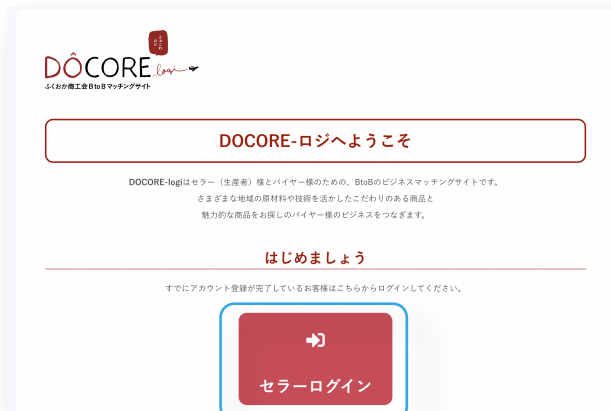 DÔCORE logi
ふくおか商工会BtoBマッチングサイト
DOCORE-ロジへようこそ
DOCORE-logiはセラー（生産者）様とバイヤー様のための、BtoBのビジネスマッチングサイトです。
さまざまな地域の原材料や技術を活かしたこだわりのある商品と
魅力的な商品をお探しのバイヤー様のビジネスをつなぎます。
はじめましょう
すでにアカウント登録が完了しているお客様はこちらからログインしてください。
セラーログイン